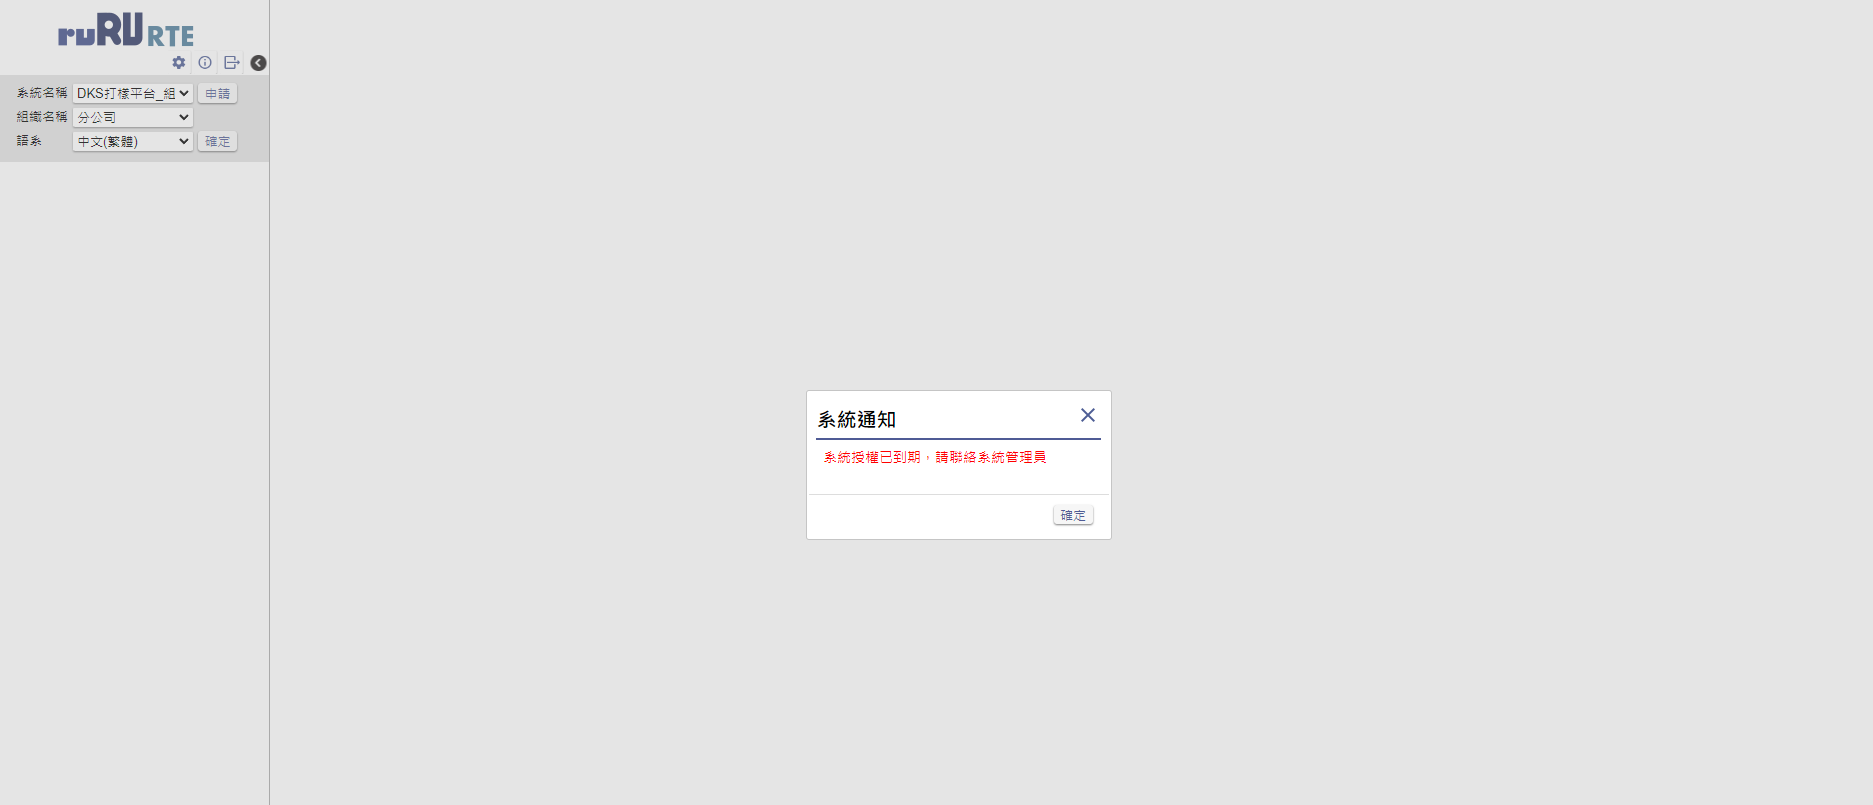 ruRU RTE
系統名稱 DKS打樣平台_組 申請
組織名稱 分公司
語系 中文(繁體) 確定
系統通知
系統授權已到期，請聯絡系統管理員
確定